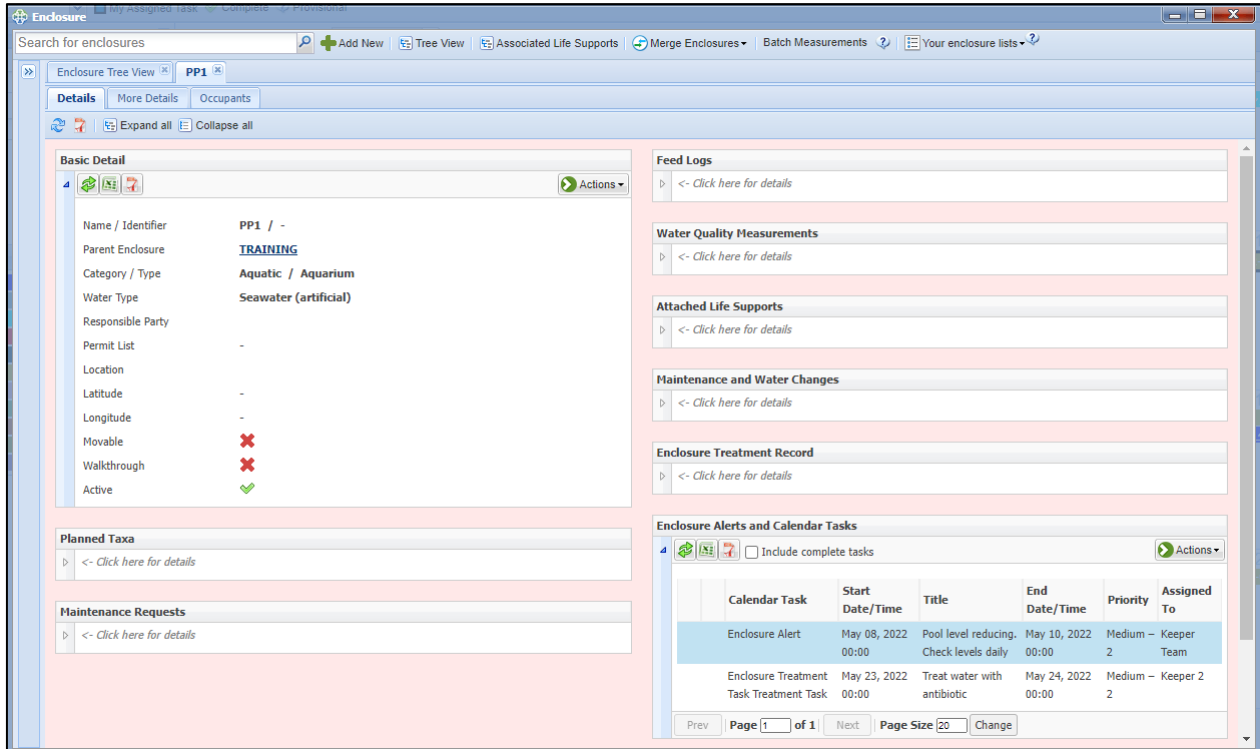 My Assigned Task Complete Provisional
Enclosure
Search for enclosures Add New Tree View Associated Life Supports Merge Enclosures Batch Measurements Your enclosure lists
Enclosure Tree View PP1
Details More Details Occupants
Expand all Collapse all
Basic Detail
Actions
Name / Identifier PP1 / -
Parent Enclosure TRAINING
Category / Type Aquatic / Aquarium
Water Type Seawater (artificial)
Responsible Party
Permit List -
Location
Latitude -
Longitude -
Movable
Walkthrough
Active
Planned Taxa
<- Click here for details
Maintenance Requests
<- Click here for details
Feed Logs
<- Click here for details
Water Quality Measurements
<- Click here for details
Attached Life Supports
<- Click here for details
Maintenance and Water Changes
<- Click here for details
Enclosure Treatment Record
<- Click here for details
Enclosure Alerts and Calendar Tasks
Include complete tasks Actions
Calendar Task Start Date/Time Title End Date/Time Priority Assigned To
Enclosure Alert May 08, 2022 Pool level reducing. May 10, 2022 Medium – Keeper
00:00 Check levels daily 00:00 2 Team
Enclosure Treatment May 23, 2022 Treat water with May 24, 2022 Medium – Keeper 2
Task Treatment Task 00:00 antibiotic 00:00 2
Prev Page 1 of 1 Next Page Size 20 Change